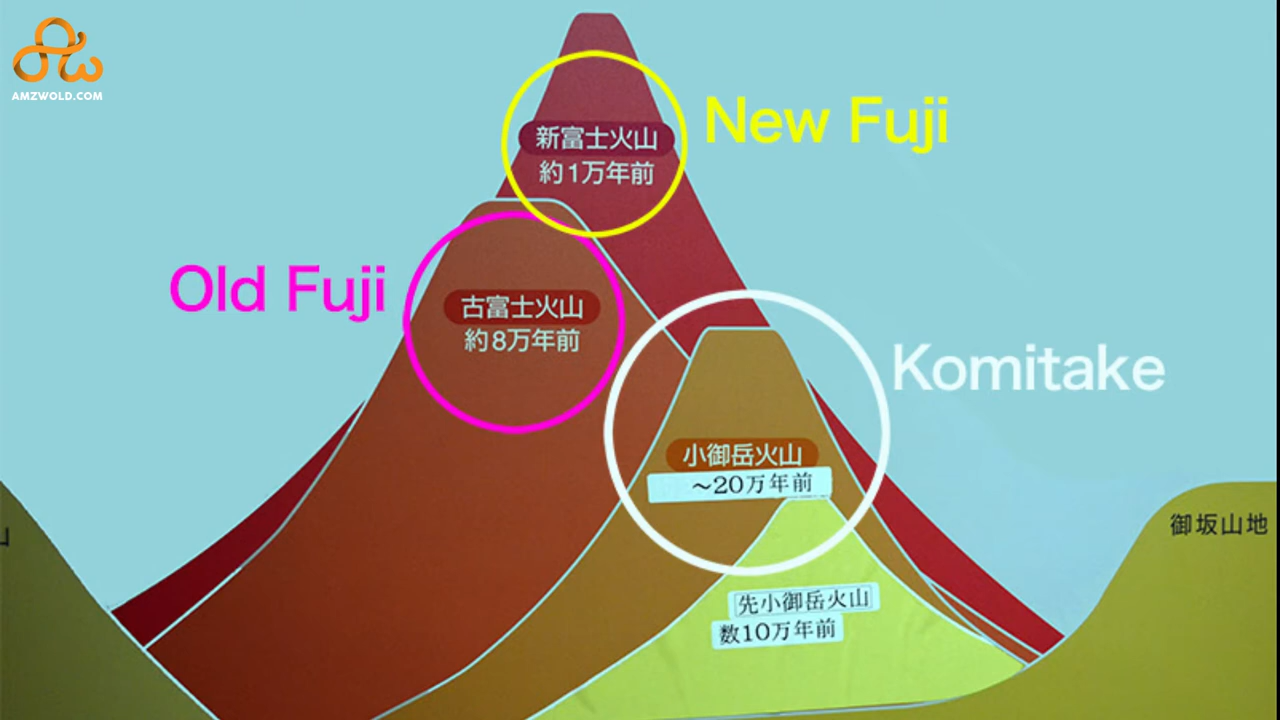 AMZWOLD.COM
新富士火山
約1万年前
New Fuji
Old Fuji
古富士火山
約8万年前
Komitake
小御岳火山
～20万年前
御坂山地
山
先小御岳火山
数10万年前